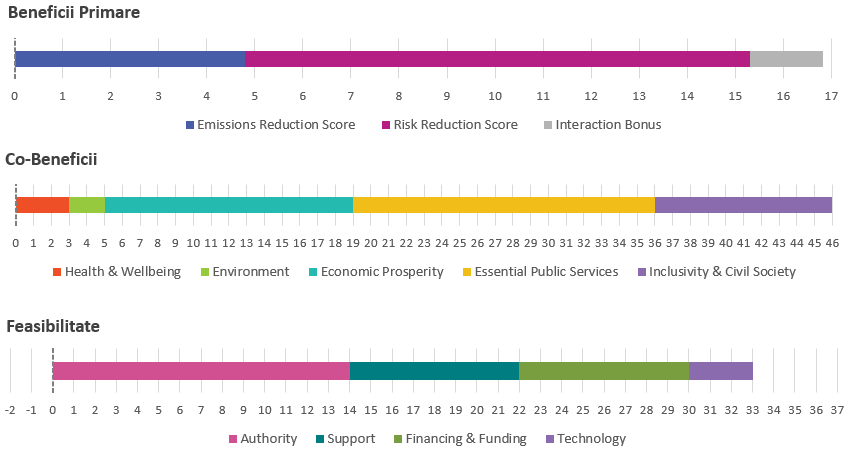 Beneficii Primare
0 1 2 3 4 5 6 7 8 9 10 11 12 13 14 15 16 17
Emissions Reduction Score Risk Reduction Score Interaction Bonus
Co-Beneficii
0 1 2 3 4 5 6 7 8 9 10 11 12 13 14 15 16 17 18 19 20 21 22 23 24 25 26 27 28 29 30 31 32 33 34 35 36 37 38 39 40 41 42 43 44 45 46
Health & Wellbeing Environment Economic Prosperity Essential Public Services Inclusivity & Civil Society
Feasibilitate
-2 -1 0 1 2 3 4 5 6 7 8 9 10 11 12 13 14 15 16 17 18 19 20 21 22 23 24 25 26 27 28 29 30 31 32 33 34 35 36 37
Authority Support Financing & Funding Technology